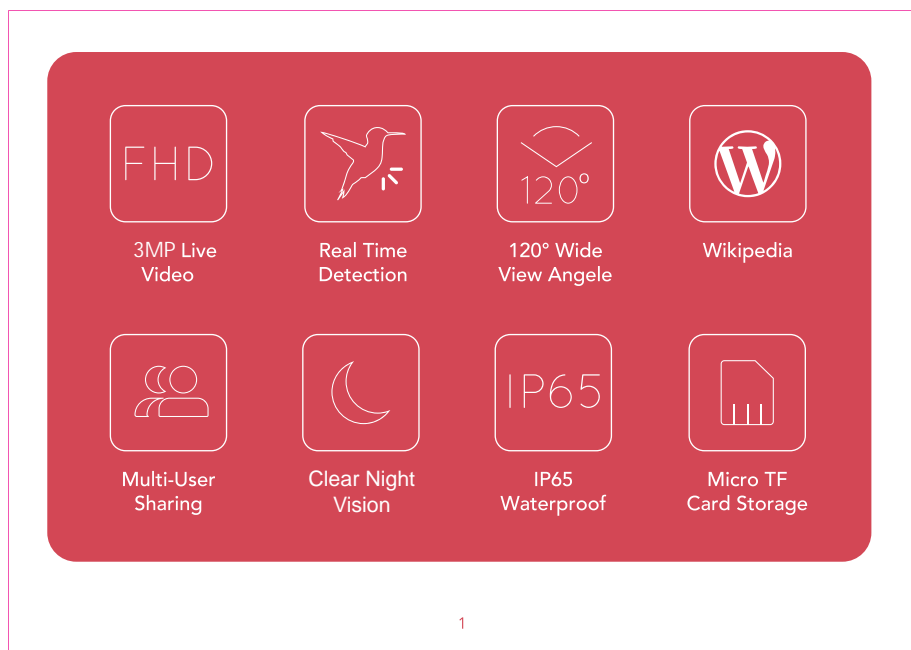 FHD
120°
W
3MP Live
Video
Real Time
Detection
120° Wide
View Angele
Wikipedia
IP65
Multi-User
Sharing
Clear Night
Vision
IP65
Waterproof
Micro TF
Card Storage
1